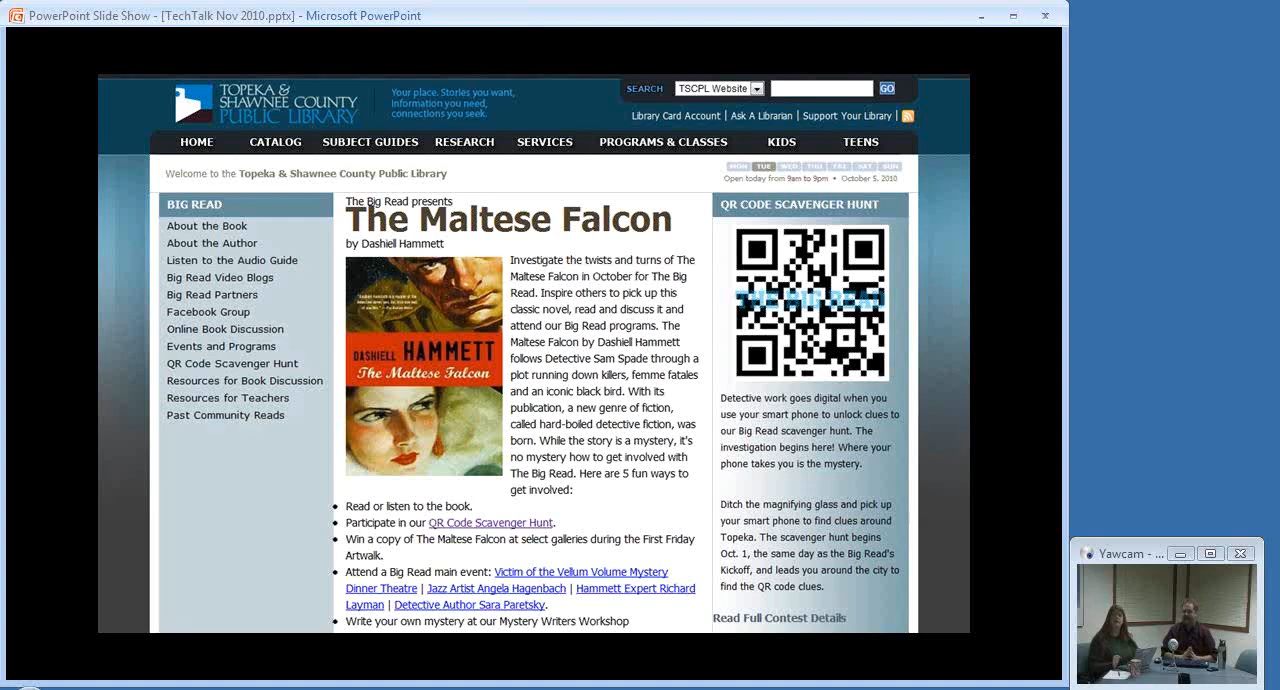 PowerPoint Slide Show - [TechTalk Nov 2010.pptx] - Microsoft PowerPoint
TOPEKA &
SHAWNEE COUNTY
PUBLIC LIBRARY
Your place. Stories you want,
information you need,
connections you seek.
SEARCH TSCPL Website GO
Library Card Account | Ask A Librarian | Support Your Library |
HOME CATALOG SUBJECT GUIDES RESEARCH SERVICES PROGRAMS & CLASSES KIDS TEENS
Welcome to the Topeka & Shawnee County Public Library
MON TUE WED THU FRI SAT SUN
Open today from 9am to 9pm • October 5, 2010
BIG READ
About the Book
About the Author
Listen to the Audio Guide
Big Read Video Blogs
Big Read Partners
Facebook Group
Online Book Discussion
Events and Programs
QR Code Scavenger Hunt
Resources for Book Discussion
Resources for Teachers
Past Community Reads
The Big Read presents
The Maltese Falcon
by Dashiell Hammett
DASHIELL HAMMETT
The Maltese Falcon
Investigate the twists and turns of The
Maltese Falcon in October for The Big
Read. Inspire others to pick up this
classic novel, read and discuss it and
attend our Big Read programs. The
Maltese Falcon by Dashiell Hammett
follows Detective Sam Spade through a
plot running down killers, femme fatales
and an iconic black bird. With its
publication, a new genre of fiction,
called hard-boiled detective fiction, was
born. While the story is a mystery, it's
no mystery how to get involved with
The Big Read. Here are 5 fun ways to
get involved:
• Read or listen to the book.
• Participate in our QR Code Scavenger Hunt.
• Win a copy of The Maltese Falcon at select galleries during the First Friday
Artwalk.
• Attend a Big Read main event: Victim of the Vellum Volume Mystery
Dinner Theatre | Jazz Artist Angela Hagenbach | Hammett Expert Richard
Layman | Detective Author Sara Paretsky.
• Write your own mystery at our Mystery Writers Workshop
QR CODE SCAVENGER HUNT
THE BIG READ
Detective work goes digital when you
use your smart phone to unlock clues to
our Big Read scavenger hunt. The
investigation begins here! Where your
phone takes you is the mystery.
Ditch the magnifying glass and pick up
your smart phone to find clues around
Topeka. The scavenger hunt begins
Oct. 1, the same day as the Big Read's
Kickoff, and leads you around the city to
find the QR code clues.
Read Full Contest Details
Yawcam - ...